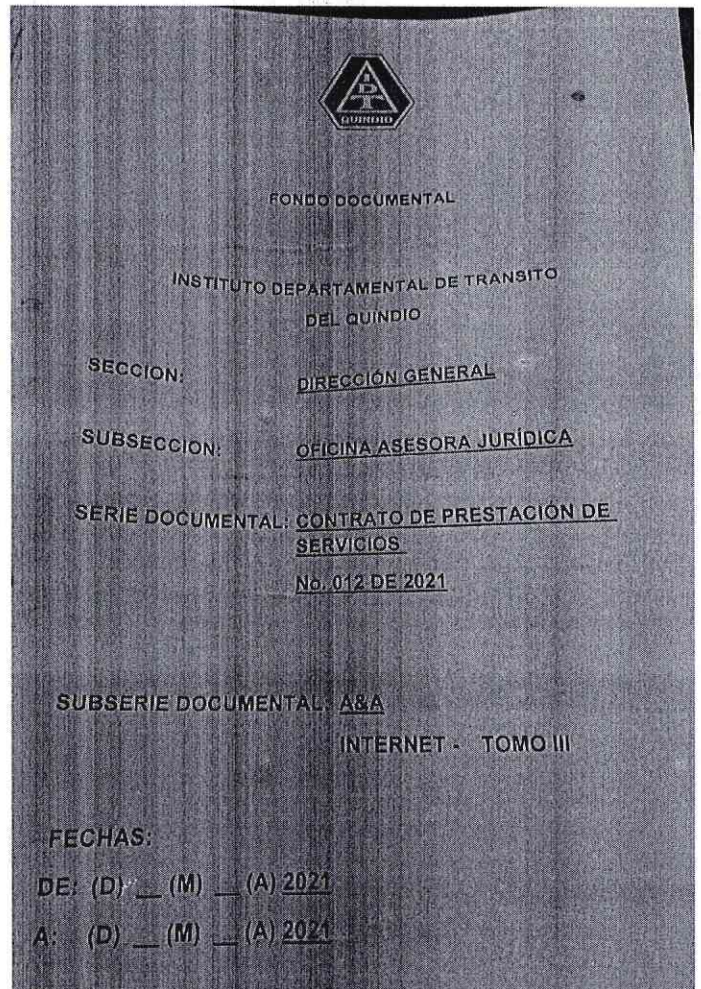 IDT
QUINDIO
FONDO DOCUMENTAL
INSTITUTO DEPARTAMENTAL DE TRANSITO
DEL QUINDIO
SECCION: DIRECCIÓN GENERAL
SUBSECCION: OFICINA ASESORA JURÍDICA
SERIE DOCUMENTAL: CONTRATO DE PRESTACIÓN DE
SERVICIOS
No. 012 DE 2021
SUBSERIE DOCUMENTAL: A&A
INTERNET - TOMO III
FECHAS:
DE: (D) __ (M) __ (A) 2021
A: (D) __ (M) __ (A) 2021